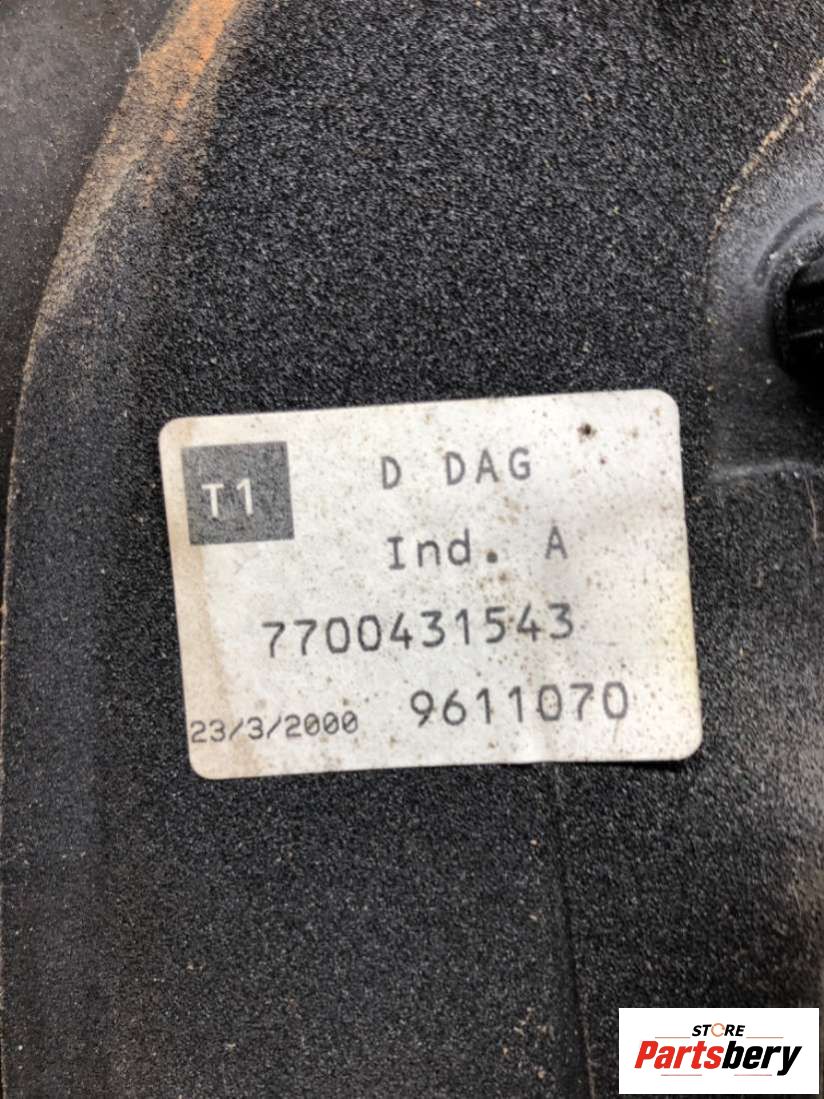 T1
D DAG
Ind. A
7700431543
23/3/2000 9611070
STORE
Partsbery